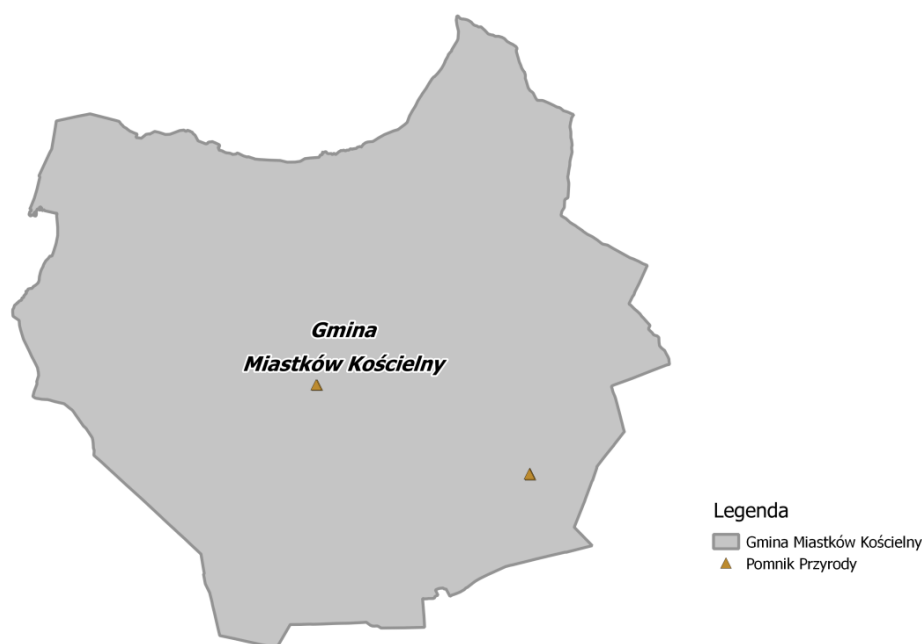 Gmina
Miastków Kościelny
Legenda
Gmina Miastków Kościelny
Pomnik Przyrody